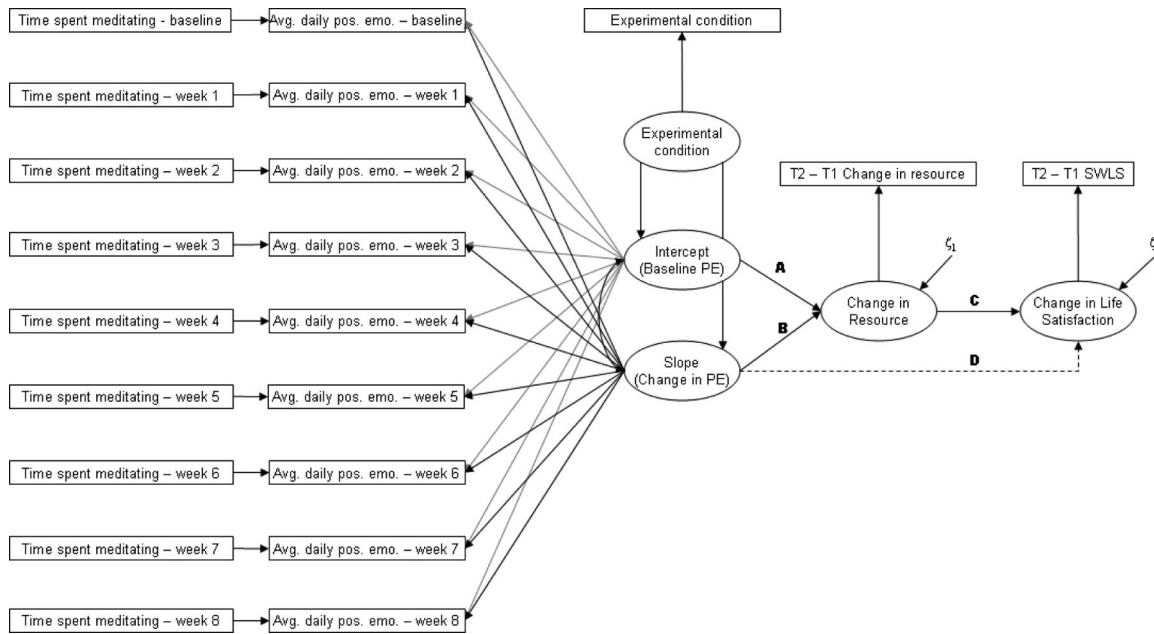 Time spent meditating - baseline
Avg. daily pos. emo. – baseline
Experimental condition
Time spent meditating – week 1
Avg. daily pos. emo. – week 1
Experimental
condition
Time spent meditating – week 2
Avg. daily pos. emo. – week 2
T2 – T1 Change in resource
T2 – T1 SWLS
Time spent meditating – week 3
Avg. daily pos. emo. – week 3
Intercept
(Baseline PE)
A
ζ1
ζ
Time spent meditating – week 4
Avg. daily pos. emo. – week 4
B
Change in
Resource
C
Change in Life
Satisfaction
Slope
(Change in PE)
D
Time spent meditating – week 5
Avg. daily pos. emo. – week 5
Time spent meditating – week 6
Avg. daily pos. emo. – week 6
Time spent meditating – week 7
Avg. daily pos. emo. – week 7
Time spent meditating – week 8
Avg. daily pos. emo. – week 8